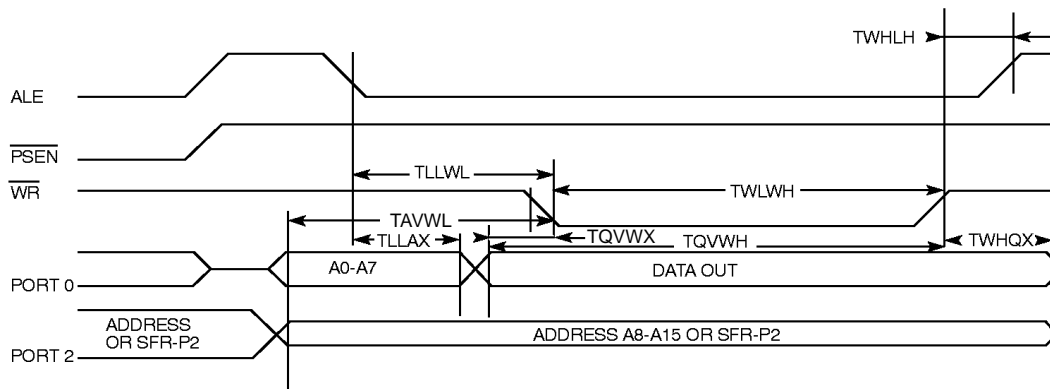 TWHLH
ALE
PSEN
TLLWL
TWLWH
WR
TAVWL
TLLAX
TQVWX
TQVWH
TWHQX
PORT 0
A0-A7
DATA OUT
ADDRESS
OR SFR-P2
ADDRESS A8-A15 OR SFR-P2
PORT 2